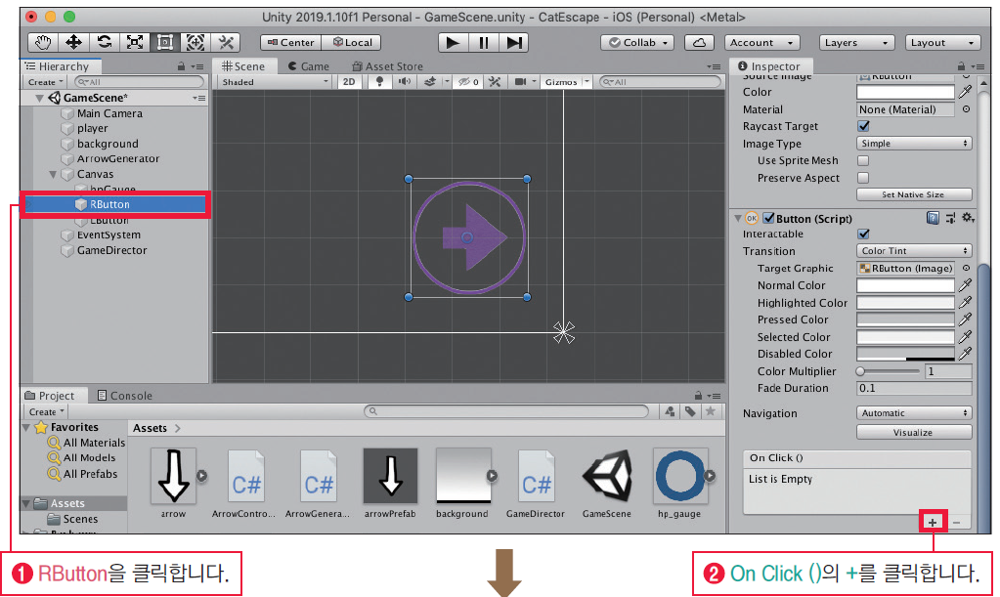 Unity 2019.1.10f1 Personal - GameScene.unity - CatEscape - iOS (Personal) <Metal>
Center Local Collab Account Layers Layout
Hierarchy
Create All
GameScene*
Main Camera
player
background
ArrowGenerator
Canvas
hpGauge
RButton
LButton
EventSystem
GameDirector
Scene Game Asset Store
Shaded 2D 0 Gizmos All
Inspector
Source Image RButton
Color
Material None (Material)
Raycast Target
Image Type Simple
Use Sprite Mesh
Preserve Aspect
Set Native Size
OK Button (Script)
Interactable
Transition Color Tint
Target Graphic RButton (Image)
Normal Color
Highlighted Color
Pressed Color
Selected Color
Disabled Color
Color Multiplier 1
Fade Duration 0.1
Navigation Automatic
Visualize
On Click ()
List is Empty
+ −
Project Console
Create
Favorites
All Materials
All Models
All Prefabs
Assets
Scenes
Assets >
arrow
C#
ArrowContro...
C#
ArrowGenera...
arrowPrefab
background
C#
GameDirector
GameScene
hp_gauge
1 RButton을 클릭합니다.
2 On Click ()의 +를 클릭합니다.